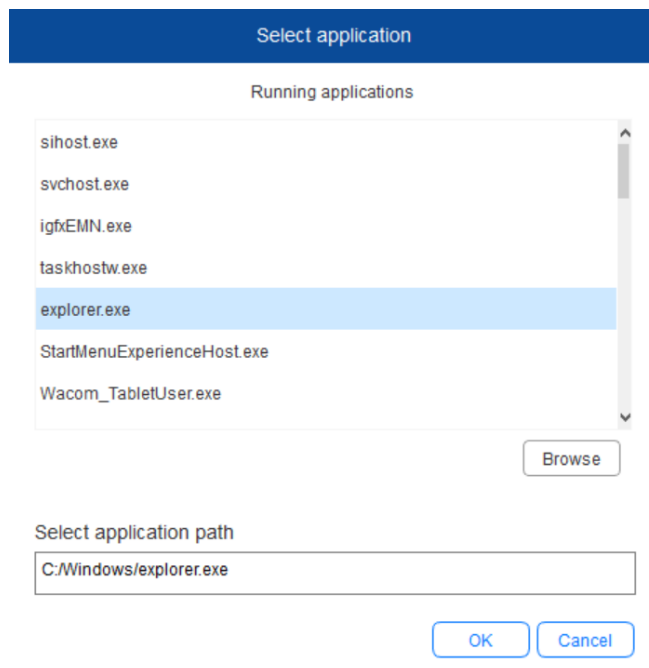 Select application
Running applications
sihost.exe
svchost.exe
igfxEMN.exe
taskhostw.exe
explorer.exe
StartMenuExperienceHost.exe
Wacom_TabletUser.exe
Browse
Select application path
C:/Windows/explorer.exe
OK
Cancel